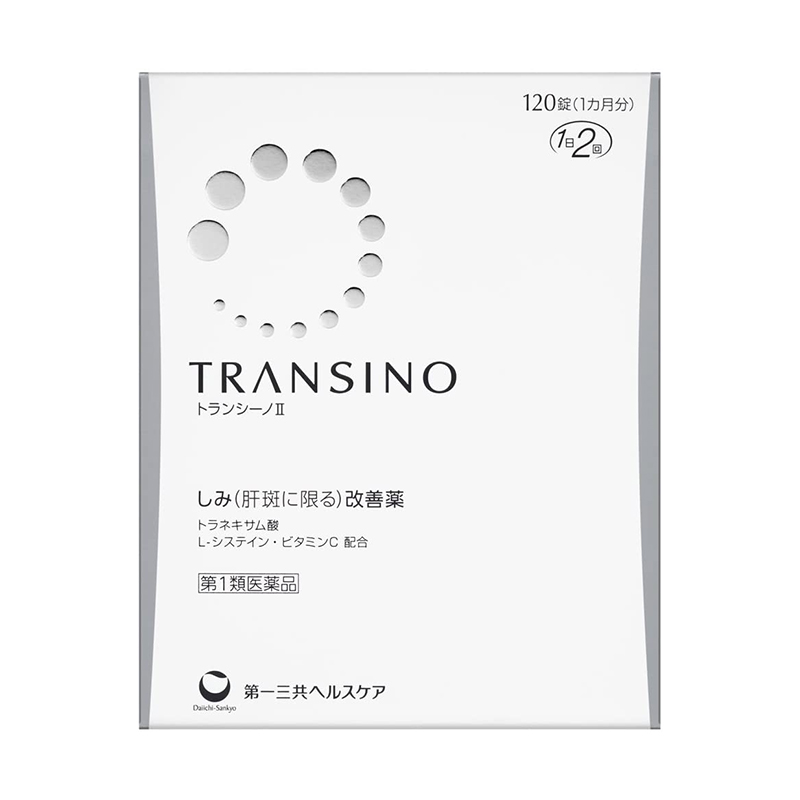 120錠(1カ月分)
1日2回
TRANSINO
トランシーノⅡ
しみ(肝斑に限る)改善薬
トラネキサム酸
L-システイン・ビタミンC 配合
第1類医薬品
Daiichi-Sankyo
第一三共ヘルスケア